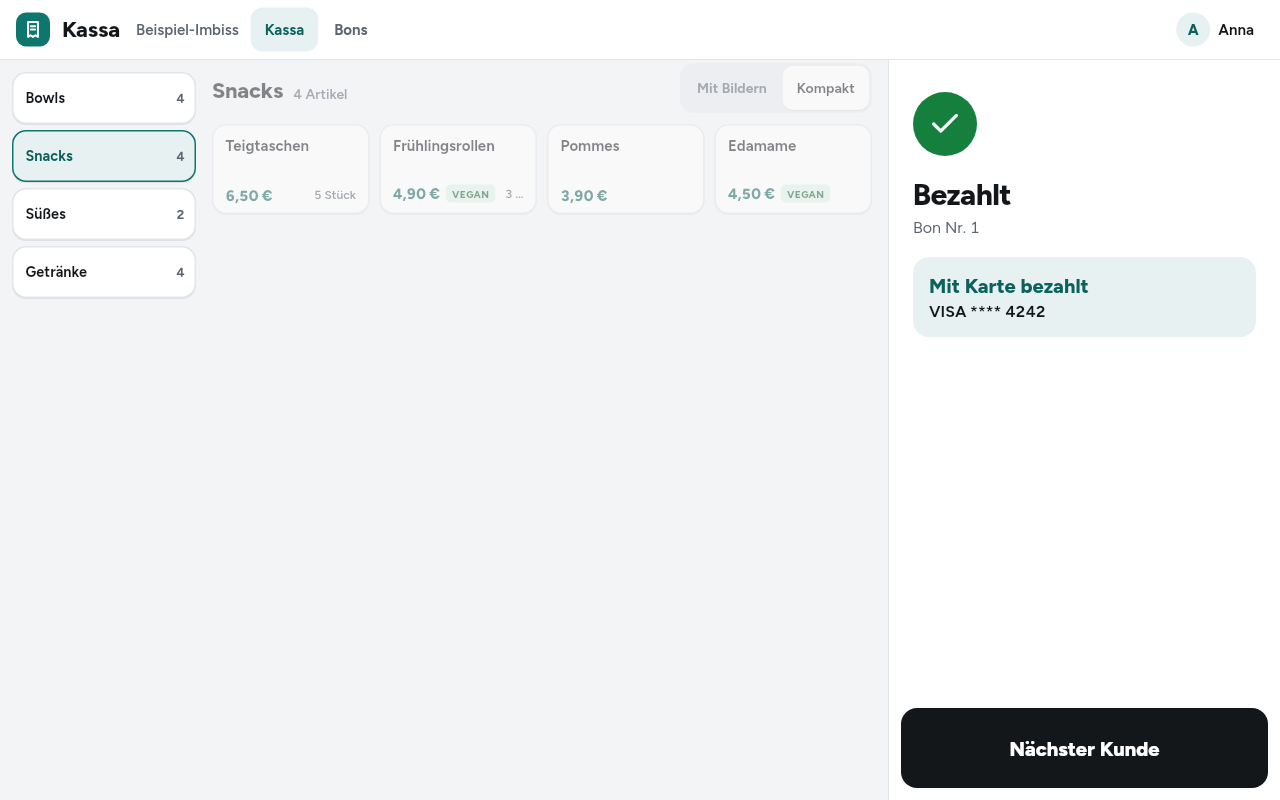 Kassa
Beispiel-Imbiss
Kassa
Bons
A
Anna
Bowls 4
Snacks 4
Süßes 2
Getränke 4
Snacks 4 Artikel
Mit Bildern
Kompakt
Teigtaschen
6,50 € 5 Stück
Frühlingsrollen
4,90 € VEGAN 3 ...
Pommes
3,90 €
Edamame
4,50 € VEGAN
Bezahlt
Bon Nr. 1
Mit Karte bezahlt
VISA **** 4242
Nächster Kunde